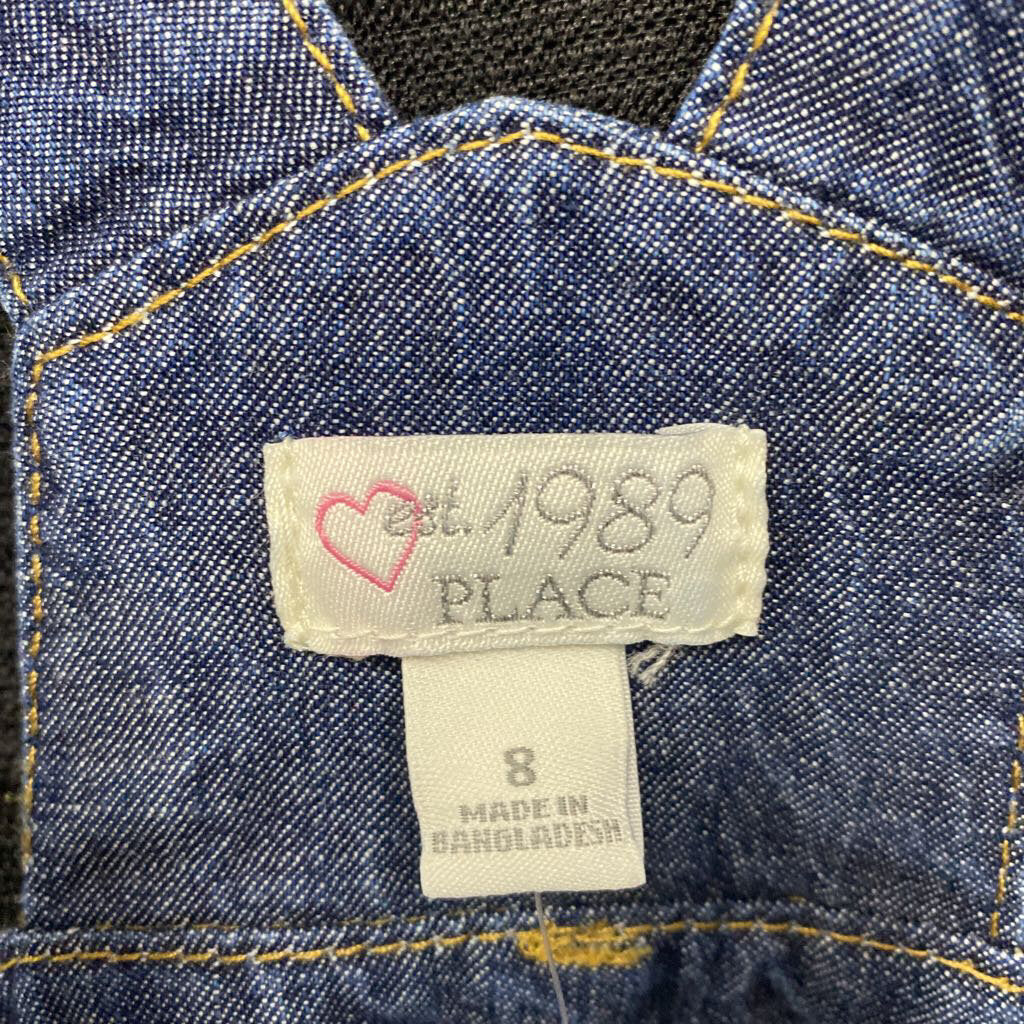 est. 1989
PLACE
8
MADE IN
BANGLADESH